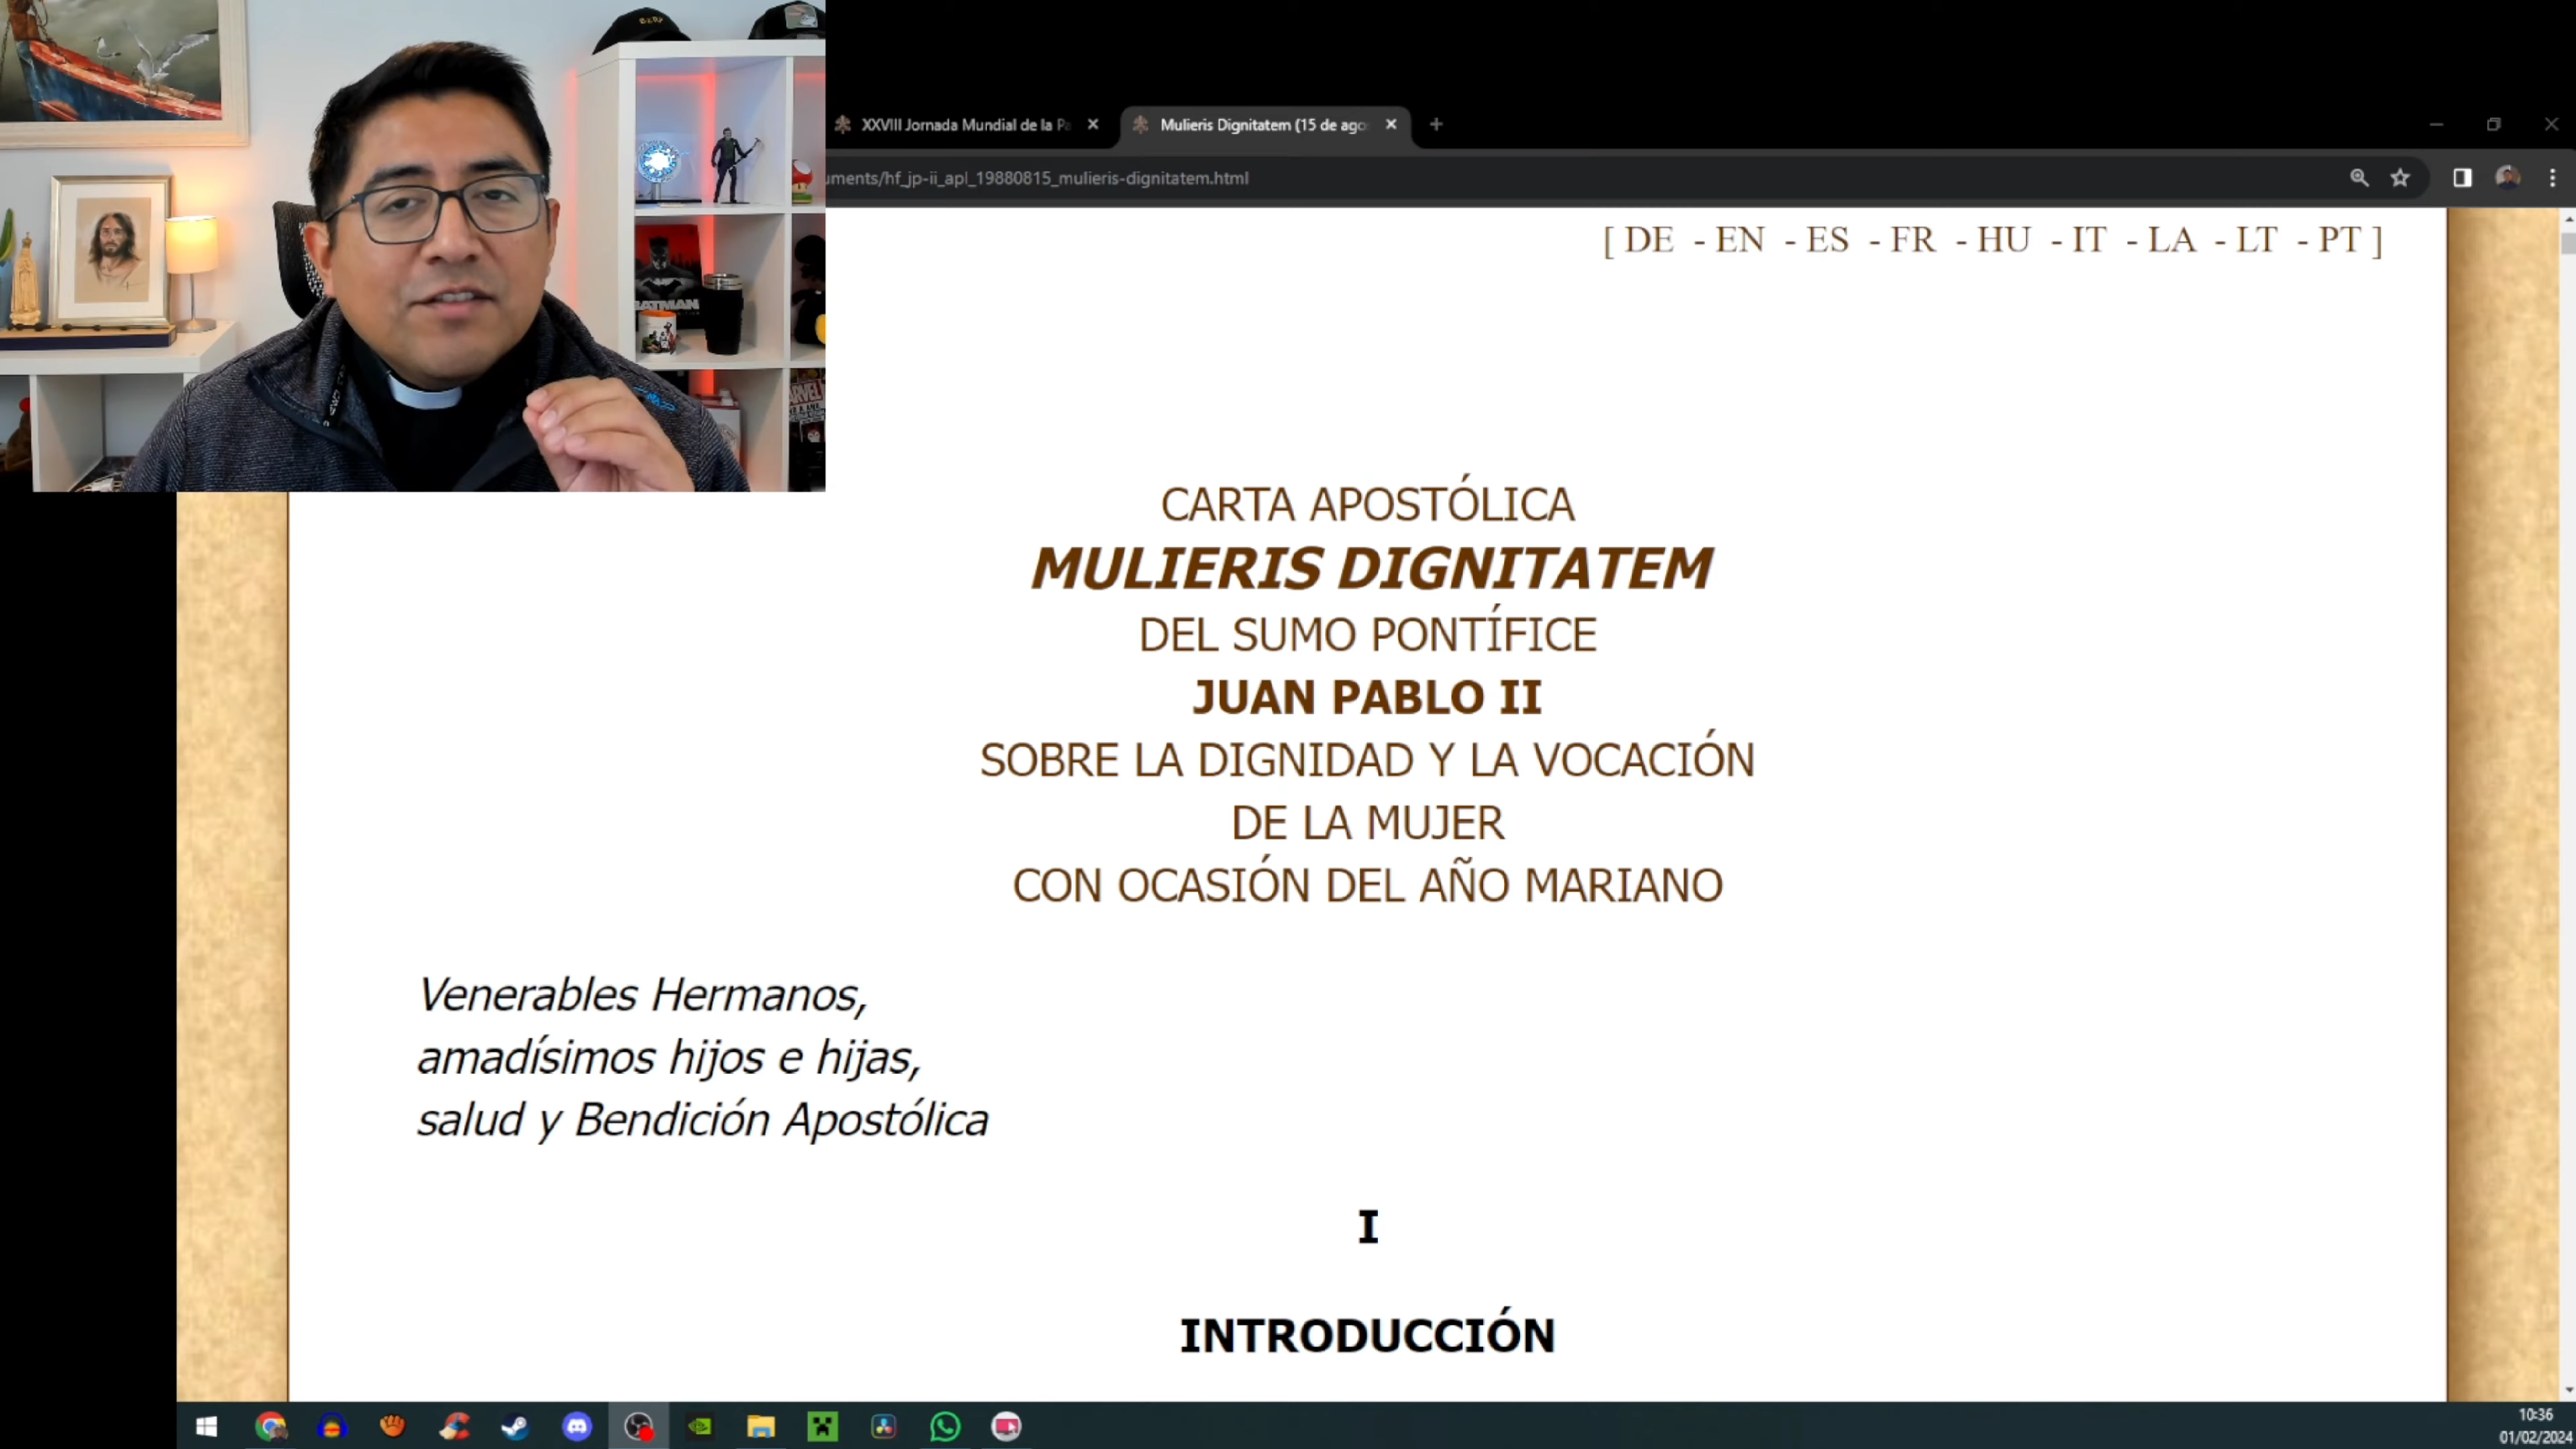 XXVIII Jornada Mundial de la Pa
Mulieris Dignitatem (15 de ago
uments/hf_jp-ii_apl_19880815_mulieris-dignitatem.html
[ DE - EN - ES - FR - HU - IT - LA - LT - PT ]
BATMAN
MARVEL
CARTA APOSTÓLICA
MULIERIS DIGNITATEM
DEL SUMO PONTÍFICE
JUAN PABLO II
SOBRE LA DIGNIDAD Y LA VOCACIÓN
DE LA MUJER
CON OCASIÓN DEL AÑO MARIANO
Venerables Hermanos,
amadísimos hijos e hijas,
salud y Bendición Apostólica
I
INTRODUCCIÓN
10:36
01/02/2024